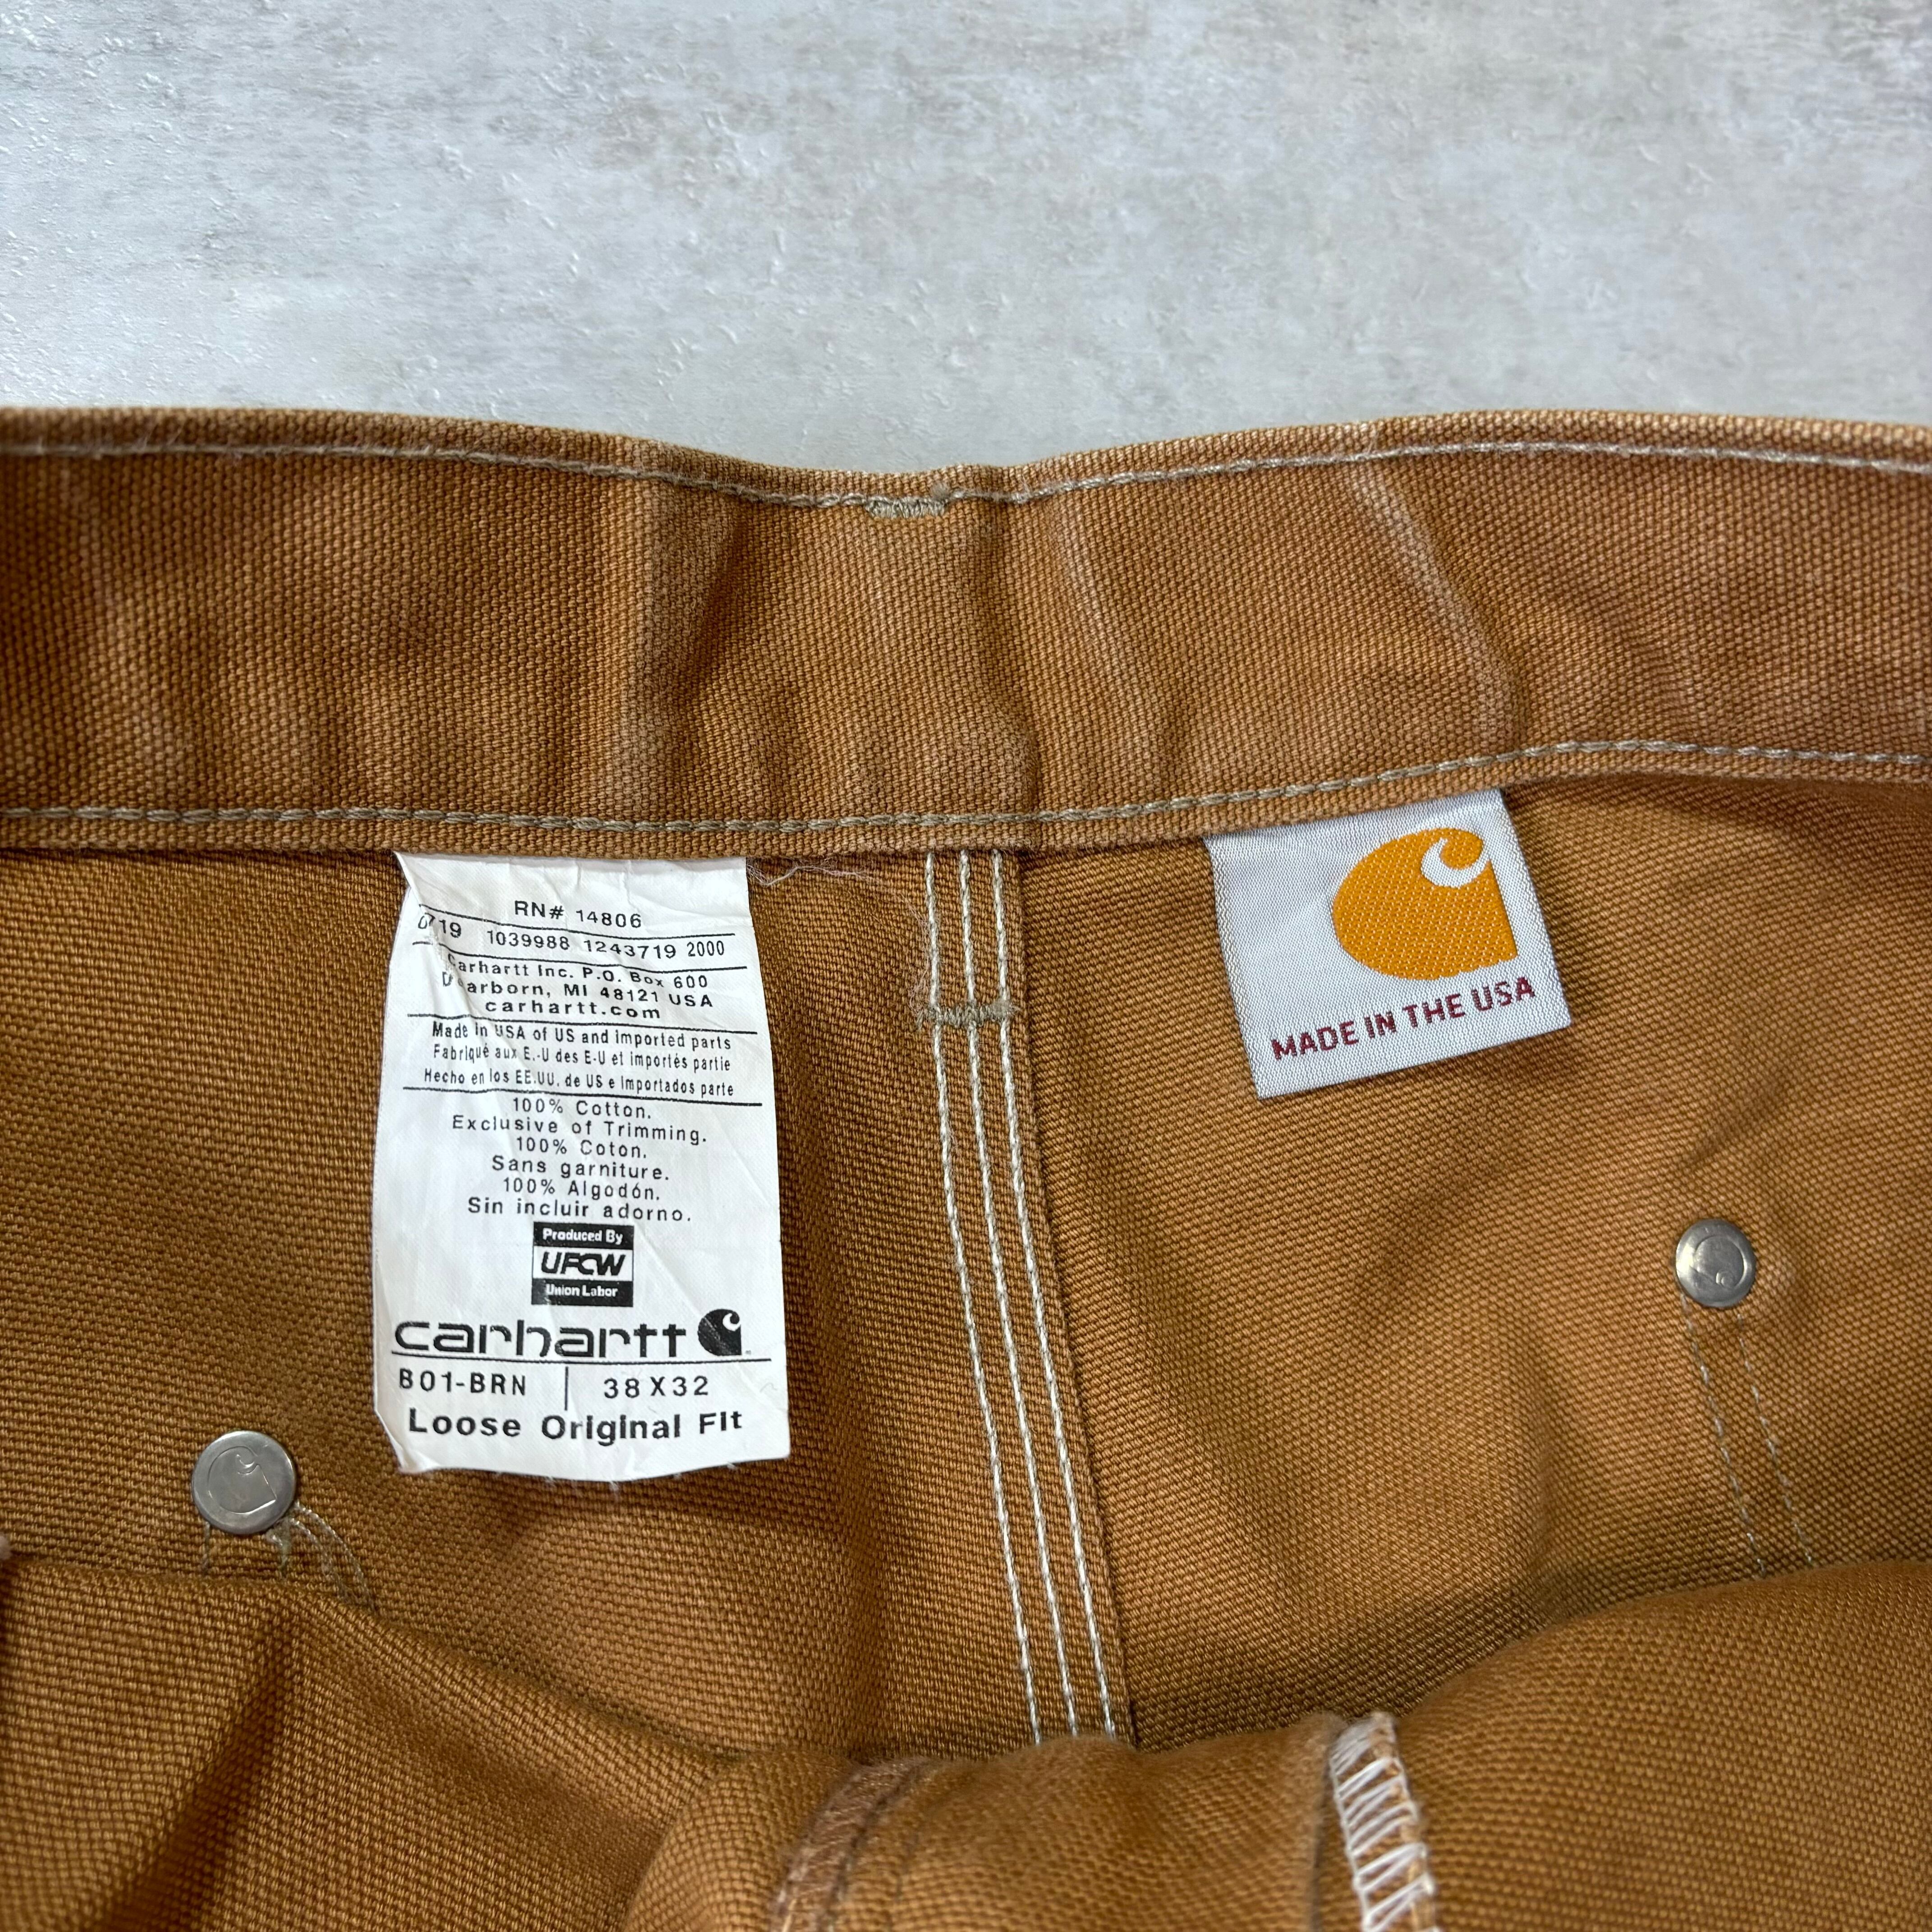 RN# 14806
07/19 1039988 1243719 2000
Carhartt Inc. P.O. Box 600
Dearborn, MI 48121 USA
carhartt.com
Made in USA of US and imported parts
Fabriqué aux E.-U des E-U et importés partie
Hecho en los EE.UU. de US e importados parte
100% Cotton.
Exclusive of Trimming.
100% Coton.
Sans garniture.
100% Algodón.
Sin incluir adorno.
Produced By
UFCW
Union Labor
carhartt
B01-BRN | 38X32
Loose Original Fit
MADE IN THE USA